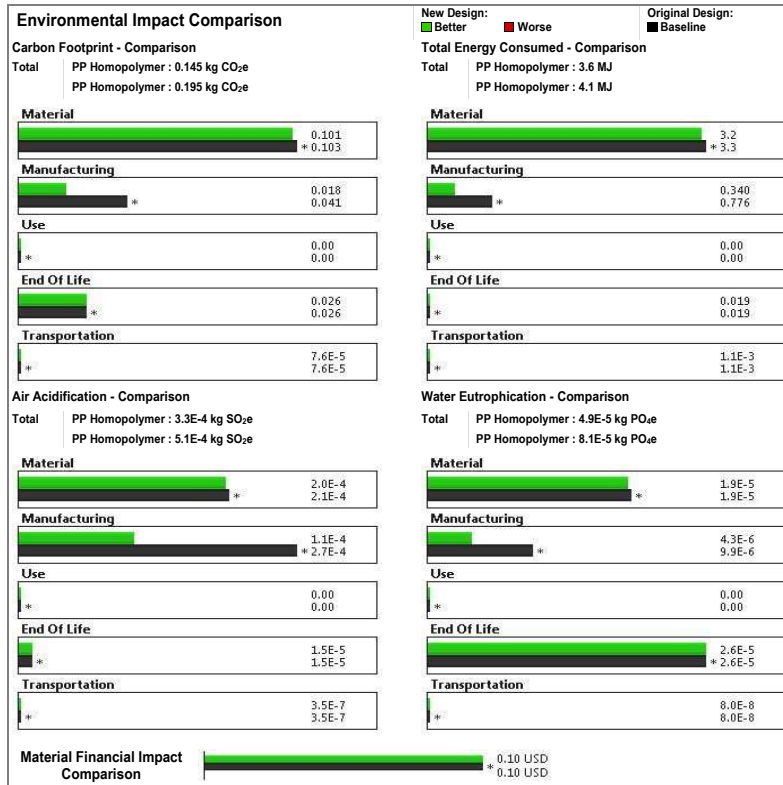 Environmental Impact Comparison
New Design:
Better Worse
Original Design:
Baseline
Carbon Footprint - Comparison
Total PP Homopolymer : 0.145 kg CO₂e
PP Homopolymer : 0.195 kg CO₂e
Material
0.101
* 0.103
Manufacturing
0.018
* 0.041
Use
0.00
* 0.00
End Of Life
0.026
* 0.026
Transportation
7.6E-5
* 7.6E-5
Total Energy Consumed - Comparison
Total PP Homopolymer : 3.6 MJ
PP Homopolymer : 4.1 MJ
Material
3.2
* 3.3
Manufacturing
0.340
* 0.776
Use
0.00
* 0.00
End Of Life
0.019
* 0.019
Transportation
1.1E-3
* 1.1E-3
Air Acidification - Comparison
Total PP Homopolymer : 3.3E-4 kg SO₂e
PP Homopolymer : 5.1E-4 kg SO₂e
Material
2.0E-4
* 2.1E-4
Manufacturing
1.1E-4
* 2.7E-4
Use
0.00
* 0.00
End Of Life
1.5E-5
* 1.5E-5
Transportation
3.5E-7
* 3.5E-7
Water Eutrophication - Comparison
Total PP Homopolymer : 4.9E-5 kg PO₄e
PP Homopolymer : 8.1E-5 kg PO₄e
Material
1.9E-5
* 1.9E-5
Manufacturing
4.3E-6
* 9.9E-6
Use
0.00
* 0.00
End Of Life
2.6E-5
* 2.6E-5
Transportation
8.0E-8
* 8.0E-8
Material Financial Impact
Comparison
0.10 USD
* 0.10 USD